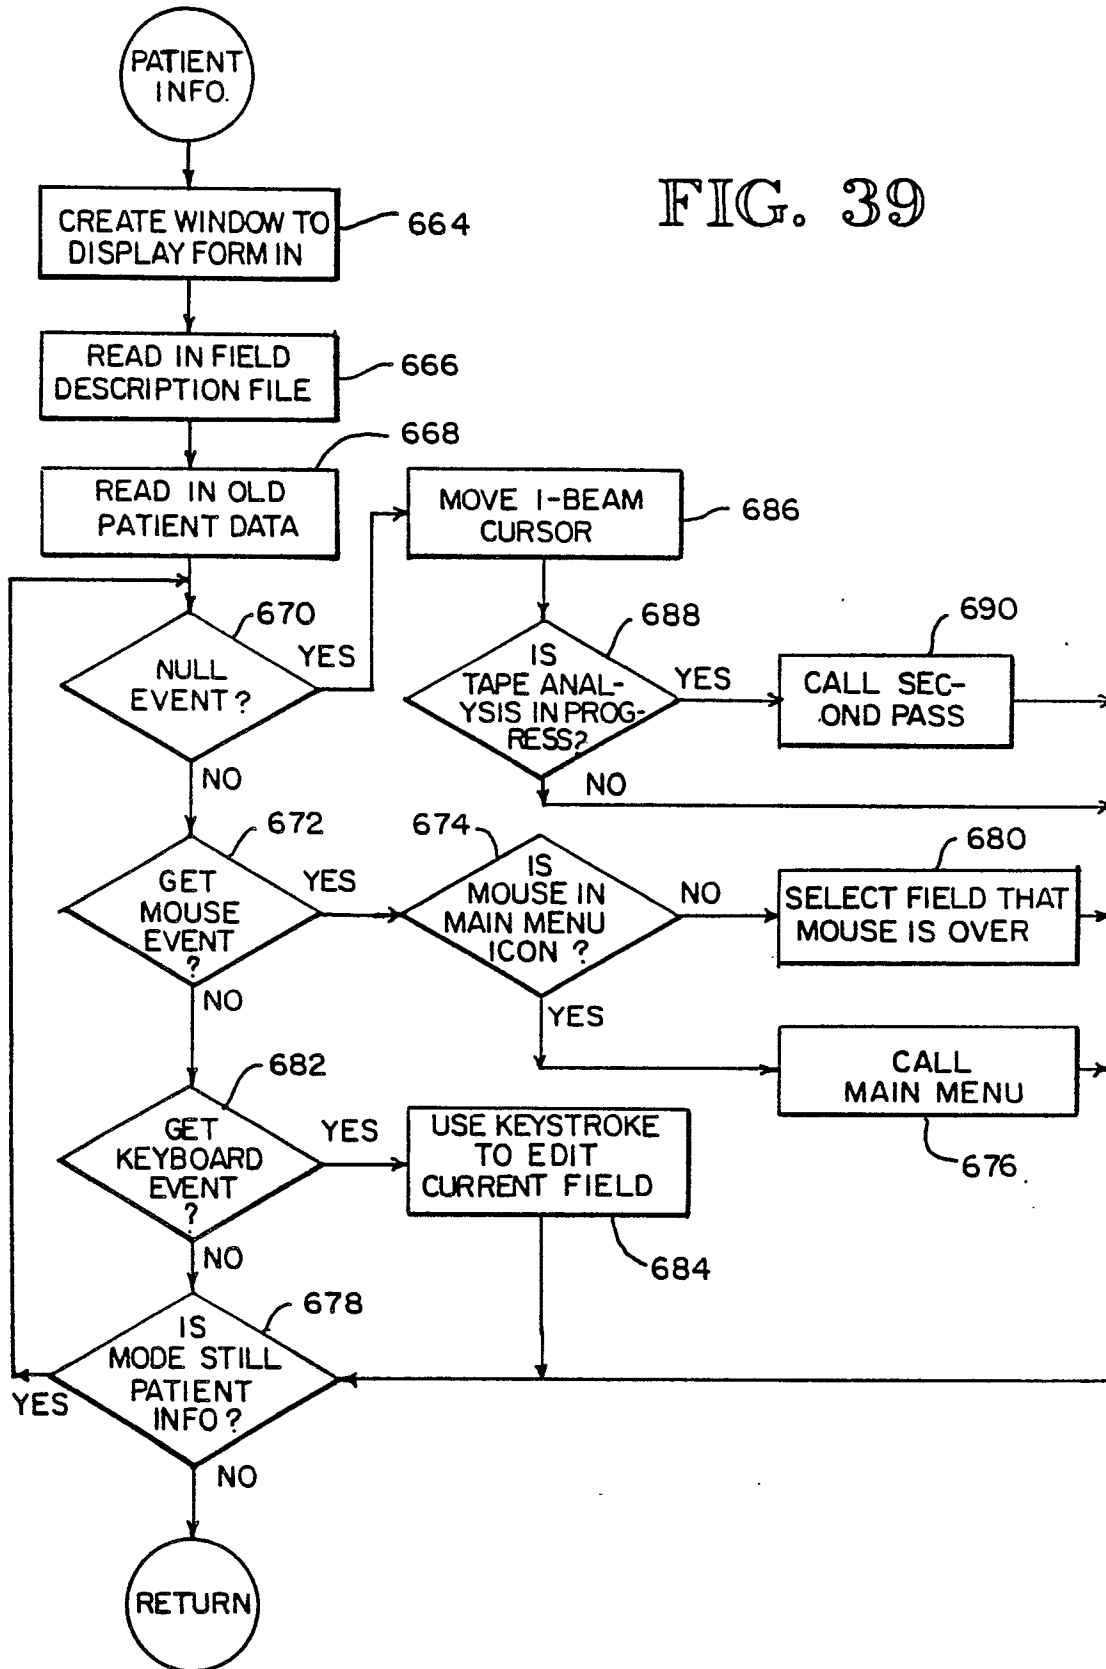 PATIENT
INFO.
FIG. 39
CREATE WINDOW TO
DISPLAY FORM IN
664
READ IN FIELD
DESCRIPTION FILE
666
668
READ IN OLD
PATIENT DATA
MOVE I-BEAM
CURSOR
686
670
NULL
EVENT?
YES
NO
688
IS
TAPE ANAL-
YSIS IN PROG-
RESS?
YES
NO
690
CALL SEC-
OND PASS
672
GET
MOUSE
EVENT
?
YES
NO
674
IS
MOUSE IN
MAIN MENU
ICON ?
NO
YES
680
SELECT FIELD THAT
MOUSE IS OVER
CALL
MAIN MENU
676
682
GET
KEYBOARD
EVENT
?
YES
NO
USE KEYSTROKE
TO EDIT
CURRENT FIELD
684
678
IS
MODE STILL
PATIENT
INFO?
YES
NO
RETURN